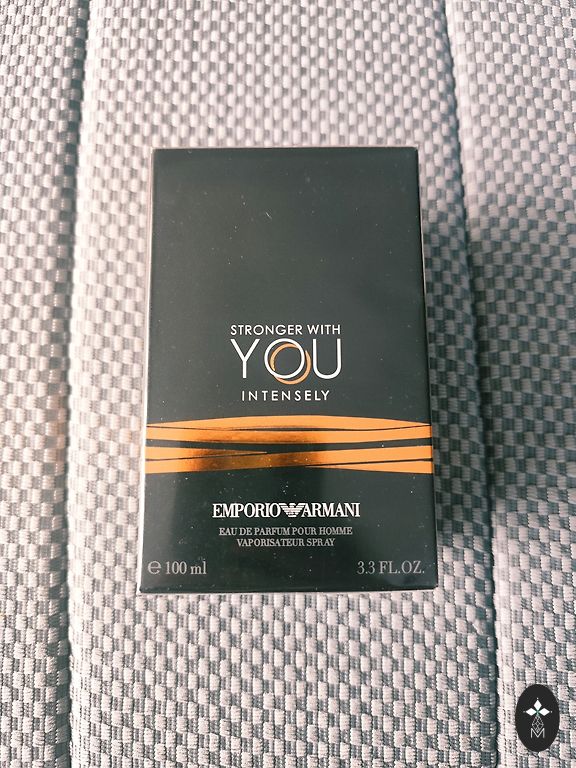 STRONGER WITH
YOU
INTENSELY
EMPORIO ARMANI
EAU DE PARFUM POUR HOMME
VAPORISATEUR SPRAY
℮ 100 ml 3.3 FL.OZ.
M